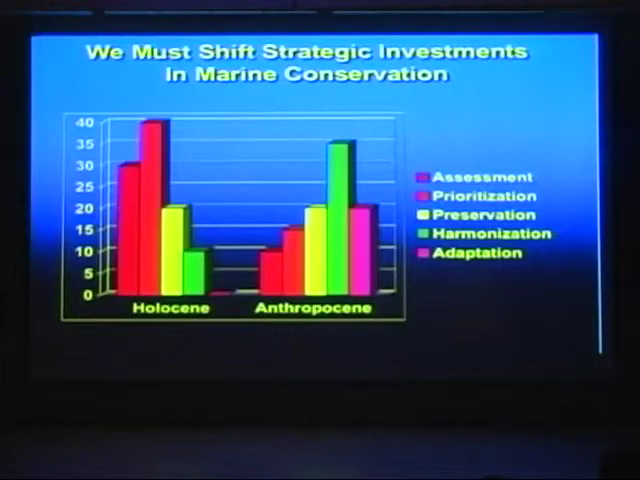 We Must Shift Strategic Investments
In Marine Conservation
40
35
30
25
20
15
10
5
0
Holocene
Anthropocene
Assessment
Prioritization
Preservation
Harmonization
Adaptation